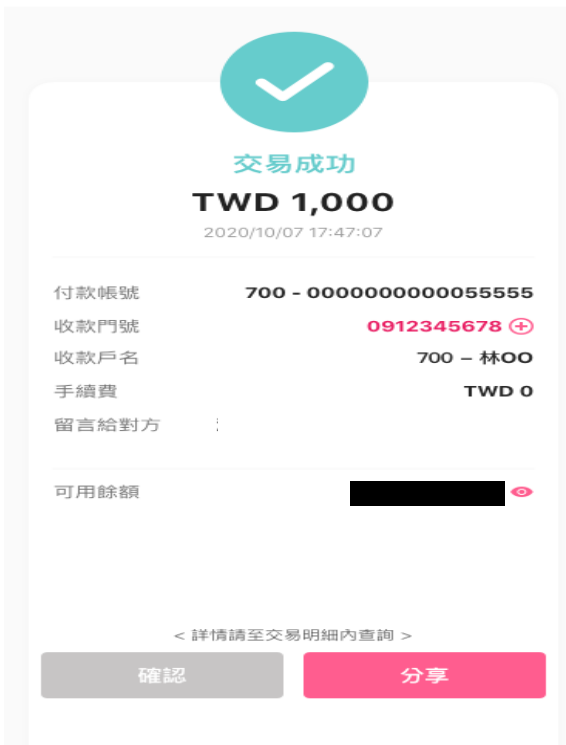 交易成功
TWD 1,000
2020/10/07 17:47:07
付款帳號 700 - 0000000000055555
收款門號 0912345678
收款戶名 700 – 林OO
手續費 TWD 0
留言給對方
可用餘額
< 詳情請至交易明細內查詢 >
確認 分享